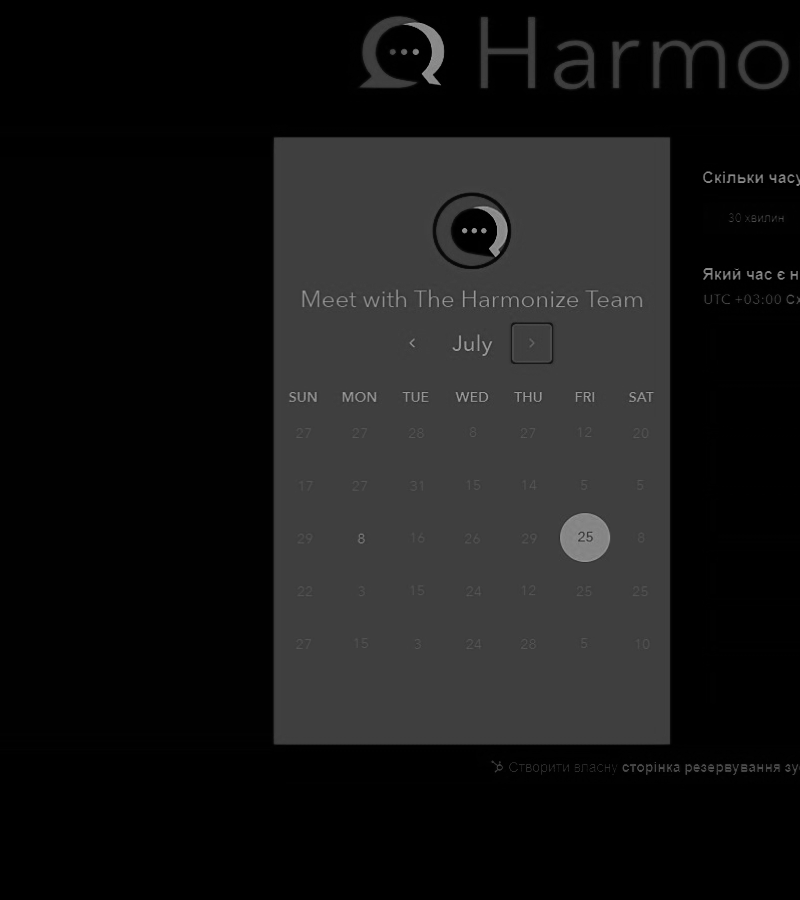 Harmo
Скільки часу
30 хвилин
Meet with The Harmonize Team
Який час є н
UTC +03:00 Сх
July
SUN MON TUE WED THU FRI SAT
27 27 28 8 27 12 20
17 27 31 15 14 5 5
29 8 16 26 29 25 8
22 3 15 24 12 25 25
27 15 3 24 28 5 10
Створити власну сторінка резервування зу